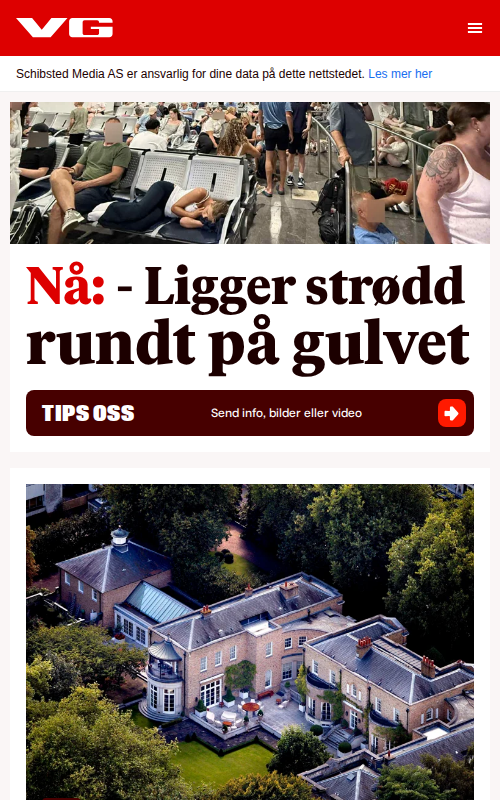 VG
Schibsted Media AS er ansvarlig for dine data på dette nettstedet. Les mer her
Nå: - Ligger strødd
rundt på gulvet
TIPS OSS
Send info, bilder eller video